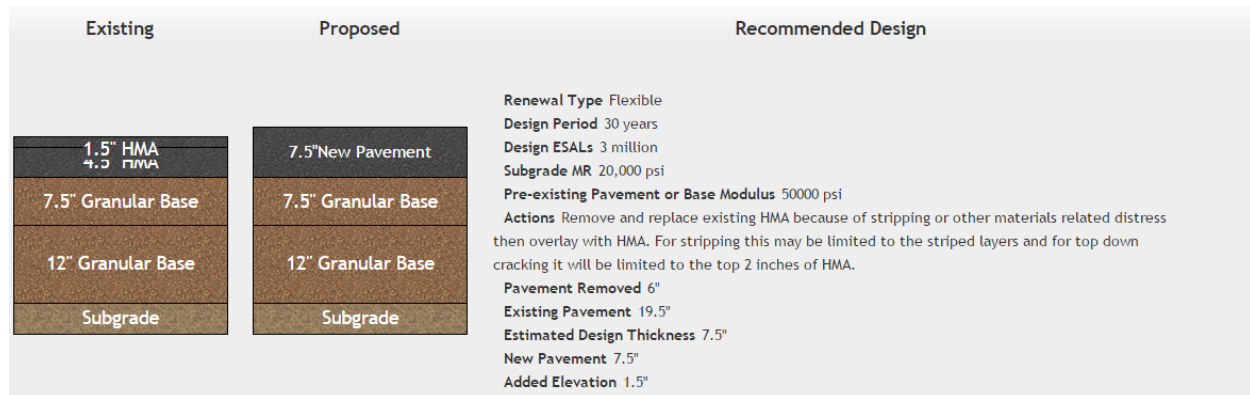 Existing
Proposed
Recommended Design
1.5" HMA
4.5" HMA
7.5" Granular Base
12" Granular Base
Subgrade
7.5"New Pavement
7.5" Granular Base
12" Granular Base
Subgrade
Renewal Type Flexible
Design Period 30 years
Design ESALs 3 million
Subgrade MR 20,000 psi
Pre-existing Pavement or Base Modulus 50000 psi
Actions Remove and replace existing HMA because of stripping or other materials related distress
then overlay with HMA. For stripping this may be limited to the striped layers and for top down
cracking it will be limited to the top 2 inches of HMA.
Pavement Removed 6"
Existing Pavement 19.5"
Estimated Design Thickness 7.5"
New Pavement 7.5"
Added Elevation 1.5"